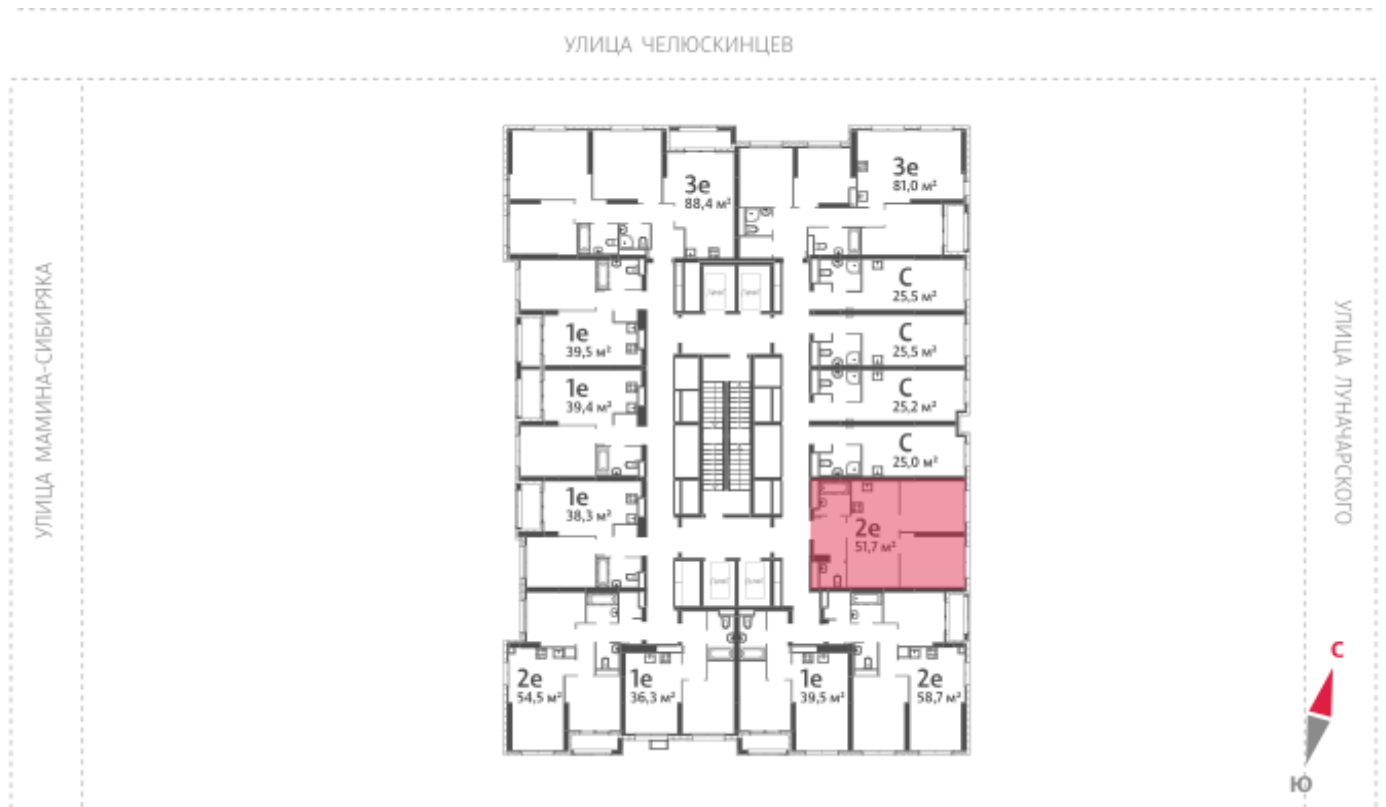 УЛИЦА ЧЕЛЮСКИНЦЕВ
УЛИЦА МАМИНА-СИБИРЯКА
УЛИЦА ЛУНАЧАРСКОГО
3е
88,4 м²
3е
81,0 м²
С
25,5 м²
1е
39,5 м²
С
25,5 м²
1е
39,4 м²
С
25,2 м²
С
25,0 м²
1е
38,3 м²
2е
51,7 м²
2е
54,5 м²
1е
36,3 м²
1е
39,5 м²
2е
58,7 м²
С
Ю